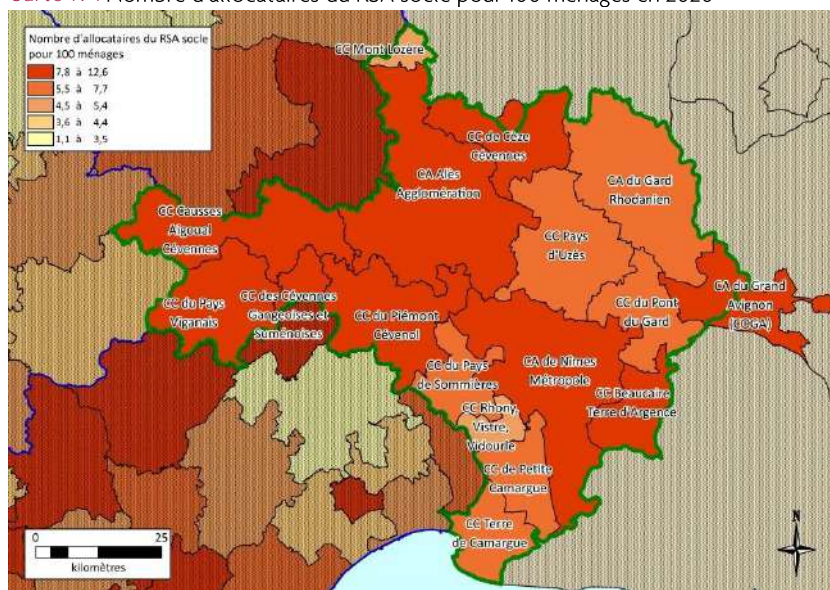 Nombre d'allocataires du RSA socle pour 100 ménages en 2020
Nombre d'allocataires du RSA socle
pour 100 ménages
7,8 à 12,6
5,5 à 7,7
4,5 à 5,4
3,6 à 4,4
1,1 à 3,5
CC Mont Lozère
CC de Cèze
Cévennes
CA Alès
Agglomération
CA du Gard
Rhodanien
CC Causses
Aigoual
Cévennes
CC Pays
d'Uzès
CC du Pays
Viganais
CC des Cévennes
Gangeoises et
Suménoises
CC du Piémont
Cévenol
CC du Pont
du Gard
CA du Grand
Avignon
(COGA)
CC du Pays
de Sommières
CA de Nîmes
Métropole
CC Beaucaire
Terre d'Argence
CC Rhony,
Vistre,
Vidourle
CC de Petite
Camargue
CC Terre
de Camargue
0 25
kilomètres
N